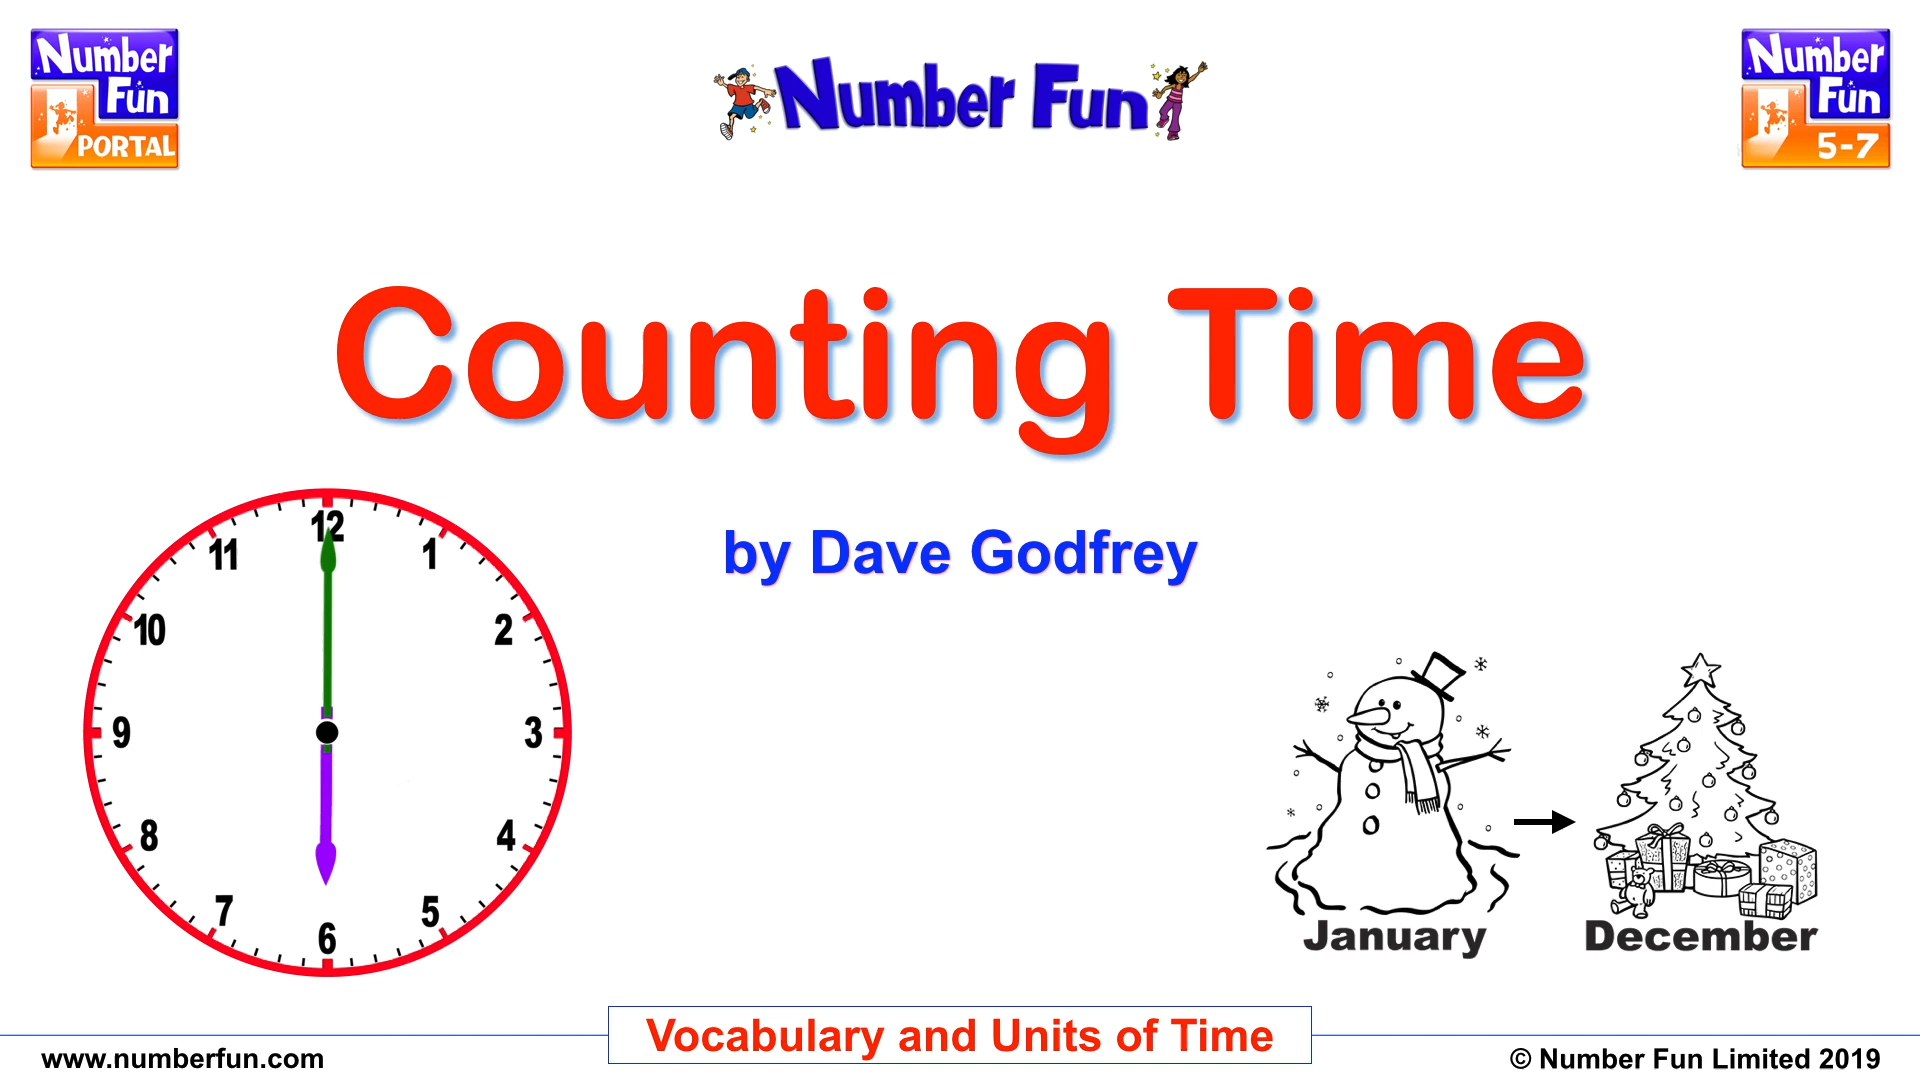 Number
Fun
PORTAL
Number Fun
Number
Fun
5-7
Counting Time
by Dave Godfrey
12
11
1
10
2
9
3
8
4
7
5
6
January
December
Vocabulary and Units of Time
www.numberfun.com
© Number Fun Limited 2019